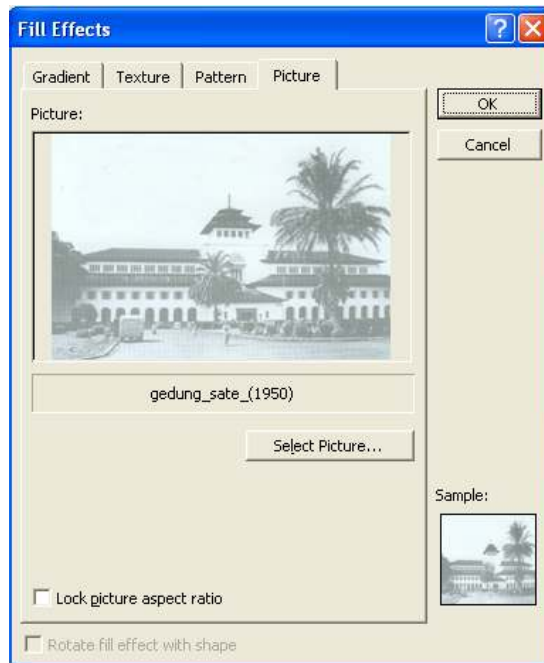 Fill Effects
Gradient Texture Pattern Picture
Picture:
OK
Cancel
gedung_sate_(1950)
Select Picture...
Sample:
Lock picture aspect ratio
Rotate fill effect with shape